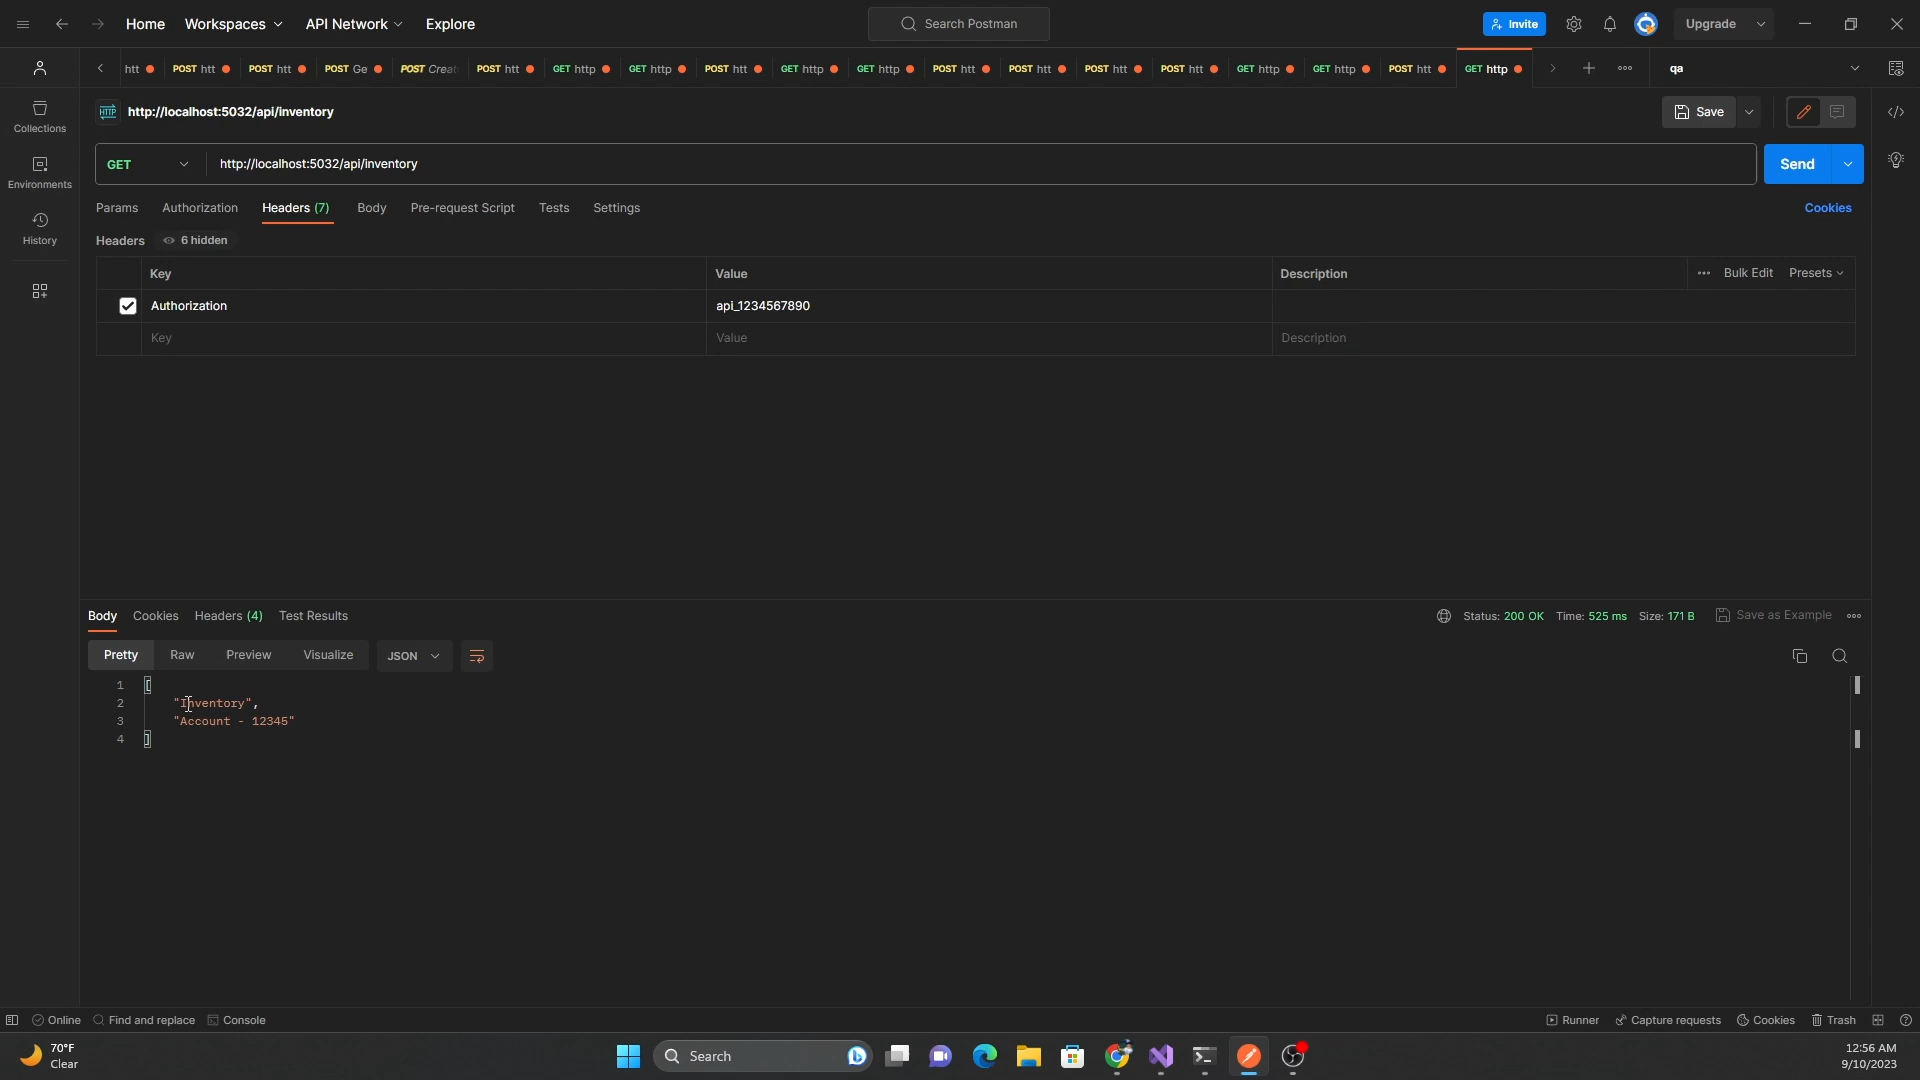 Home Workspaces API Network Explore Search Postman Invite Upgrade
htt POST htt POST htt POST Ge POST Creat POST htt GET http GET http POST htt GET http GET http POST htt POST htt POST htt POST htt GET http GET http POST htt GET http qa
HTTP http://localhost:5032/api/inventory Save
Collections
GET http://localhost:5032/api/inventory Send
Environments
Params Authorization Headers (7) Body Pre-request Script Tests Settings Cookies
History
Headers 6 hidden
Key Value Description Bulk Edit Presets
Authorization api_1234567890
Key Value Description
Body Cookies Headers (4) Test Results Status: 200 OK Time: 525 ms Size: 171 B Save as Example
Pretty Raw Preview Visualize JSON
1 [
2 "Inventory",
3 "Account - 12345"
4 ]
Online Find and replace Console Runner Capture requests Cookies Trash
70°F
Clear
Search
12:56 AM
9/10/2023